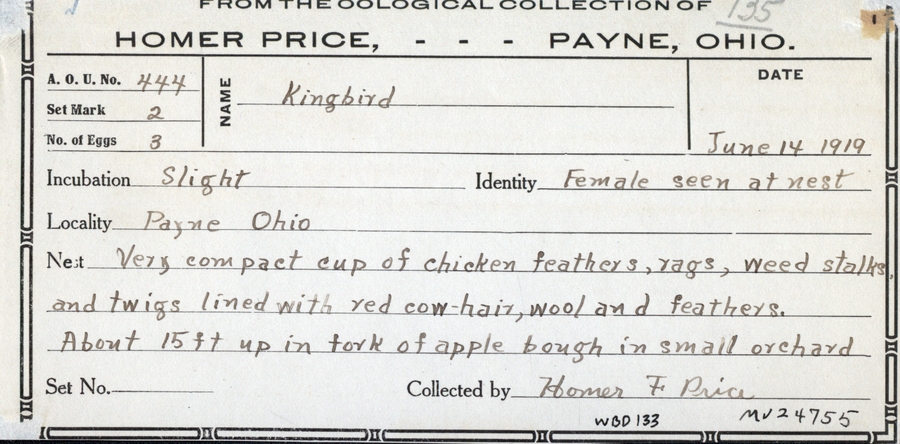 FROM THE OOLOGICAL COLLECTION OF 135
HOMER PRICE, - - - PAYNE, OHIO.
A. O. U. No. 444
Set Mark 2
No. of Eggs 3
NAME Kingbird
DATE
June 14 1919
Incubation Slight Identity Female seen at nest
Locality Payne Ohio
Nest Very compact cup of chicken feathers, rags, weed stalks,
and twigs lined with red cow-hair, wool and feathers.
About 15 ft up in fork of apple bough in small orchard
Set No. Collected by Homer F Price
WBD 133 MV24755